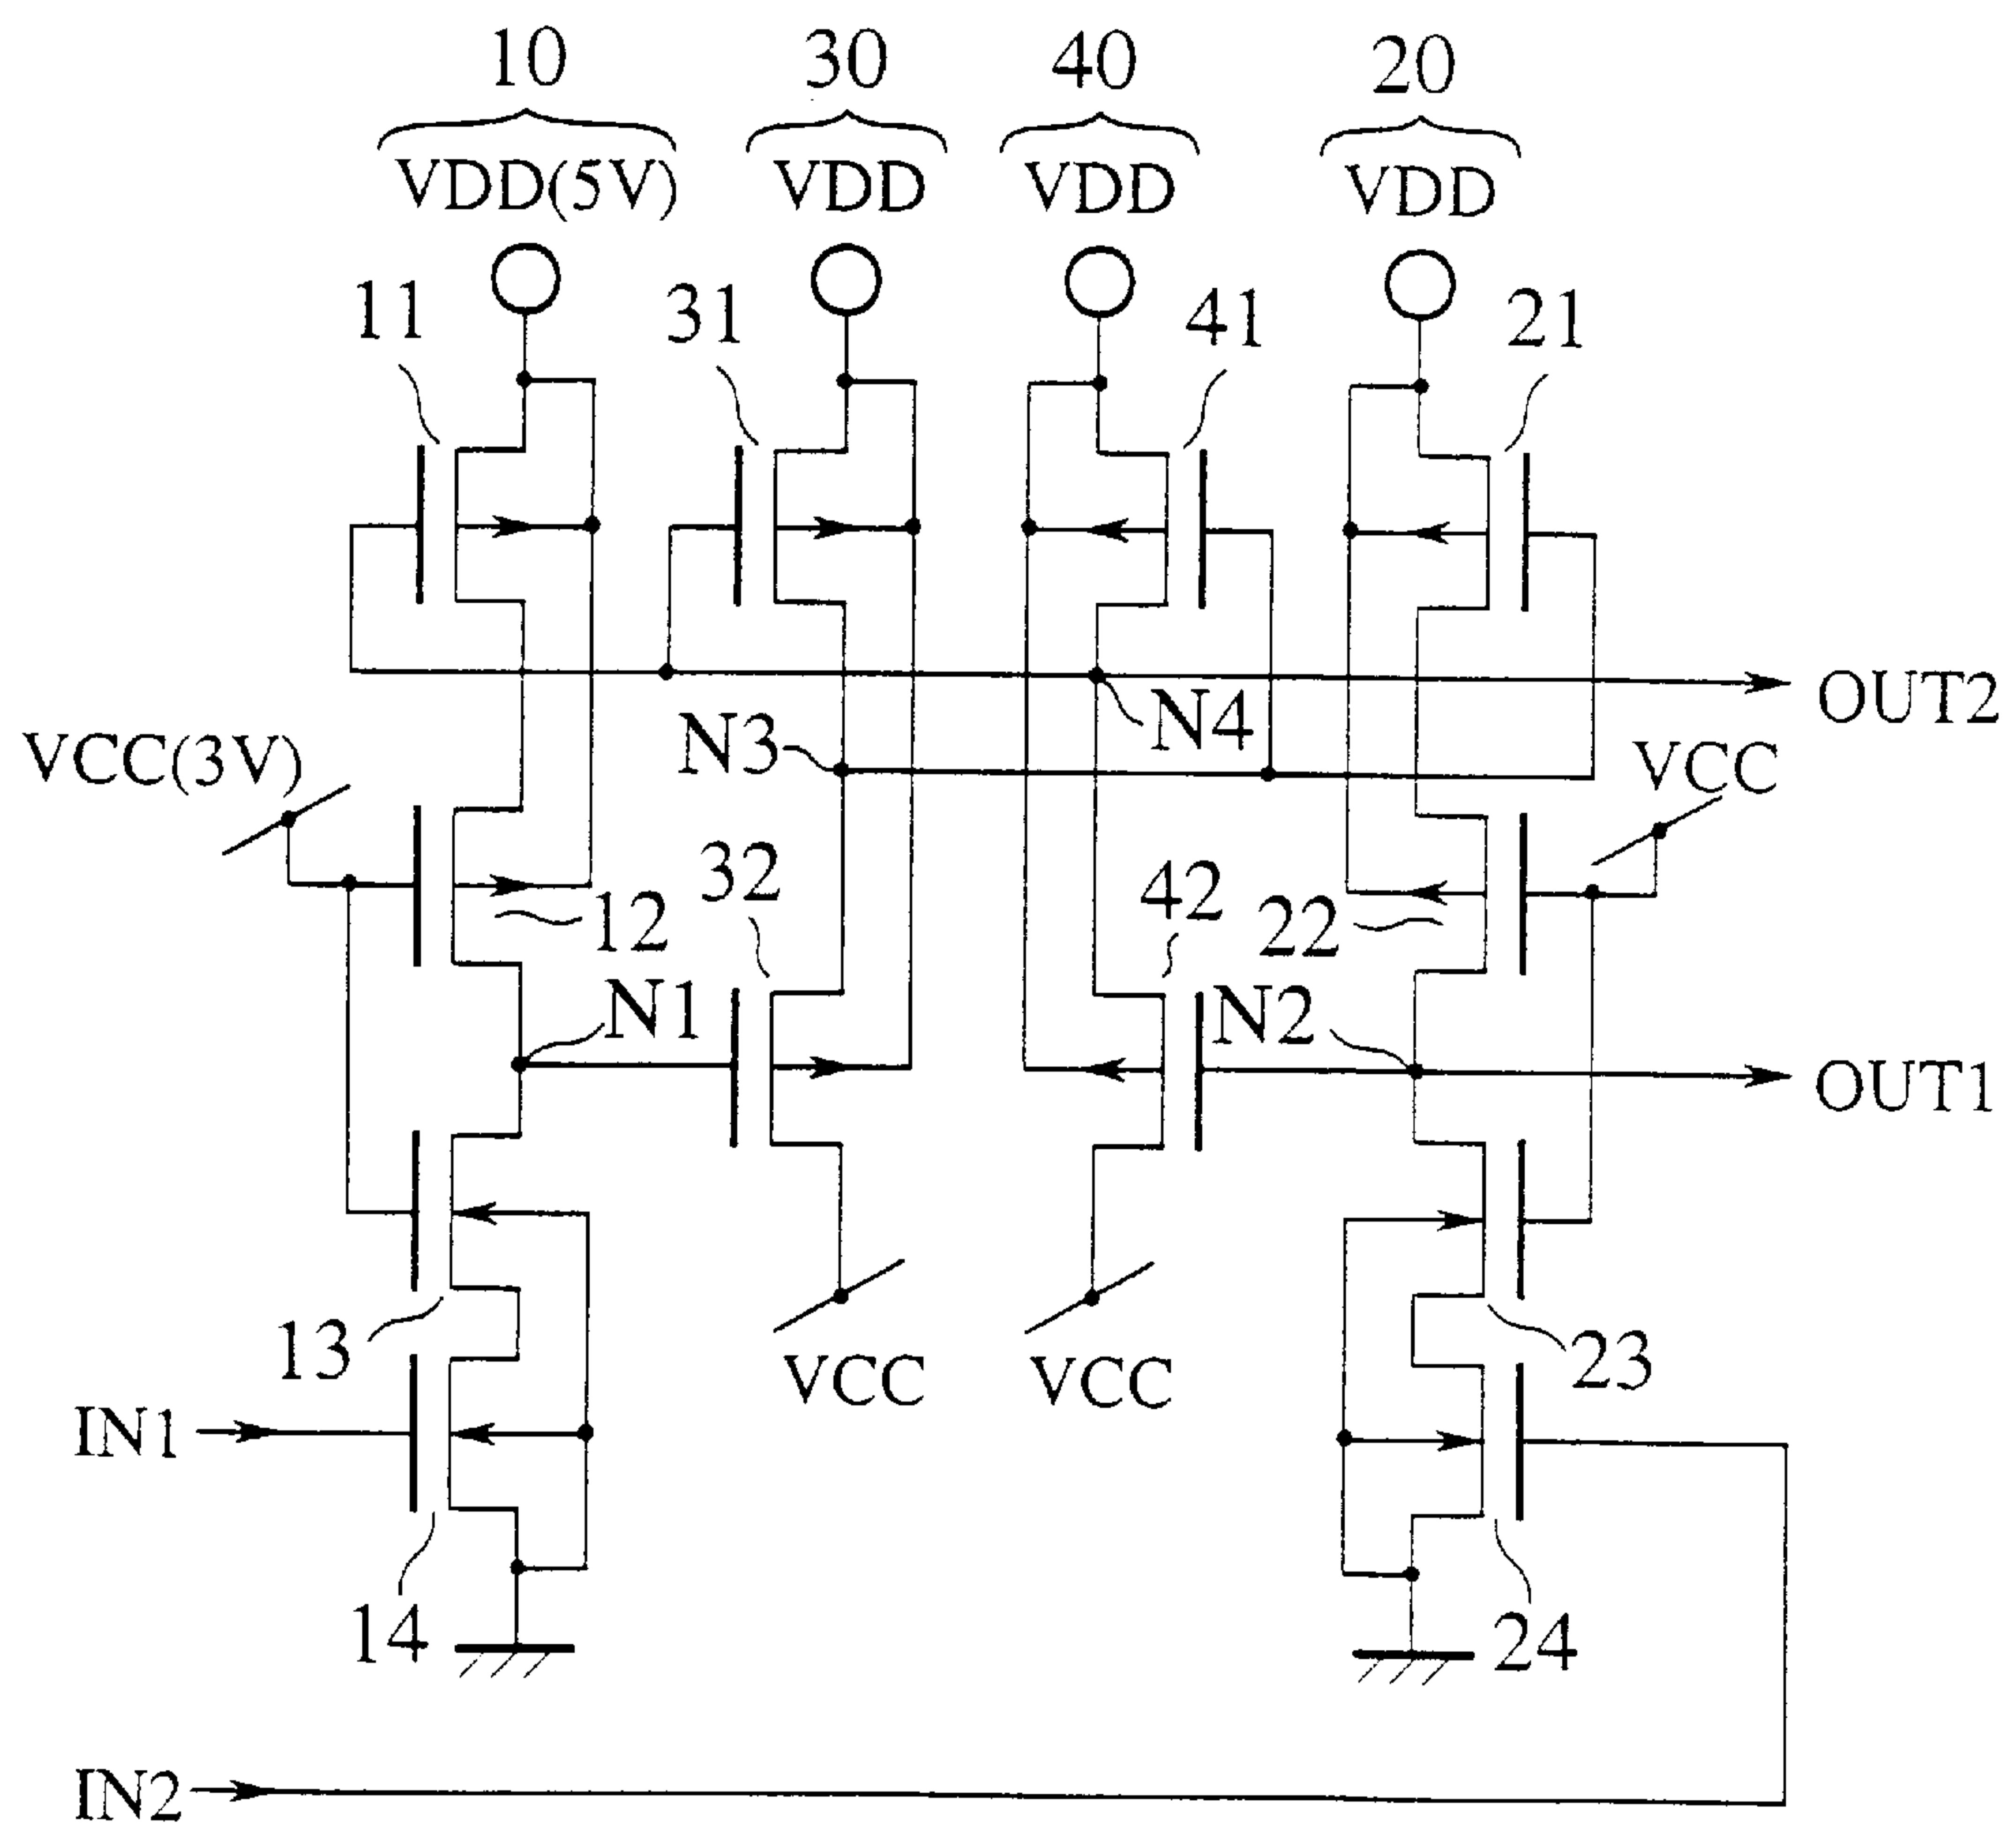 10 30 40 20
VDD(5V) VDD VDD VDD
11 31 41 21
OUT2
N4
N3
VCC(3V) VCC
32 42
12 22
N1 N2
OUT1
13 23
VCC VCC
IN1
14 24
IN2